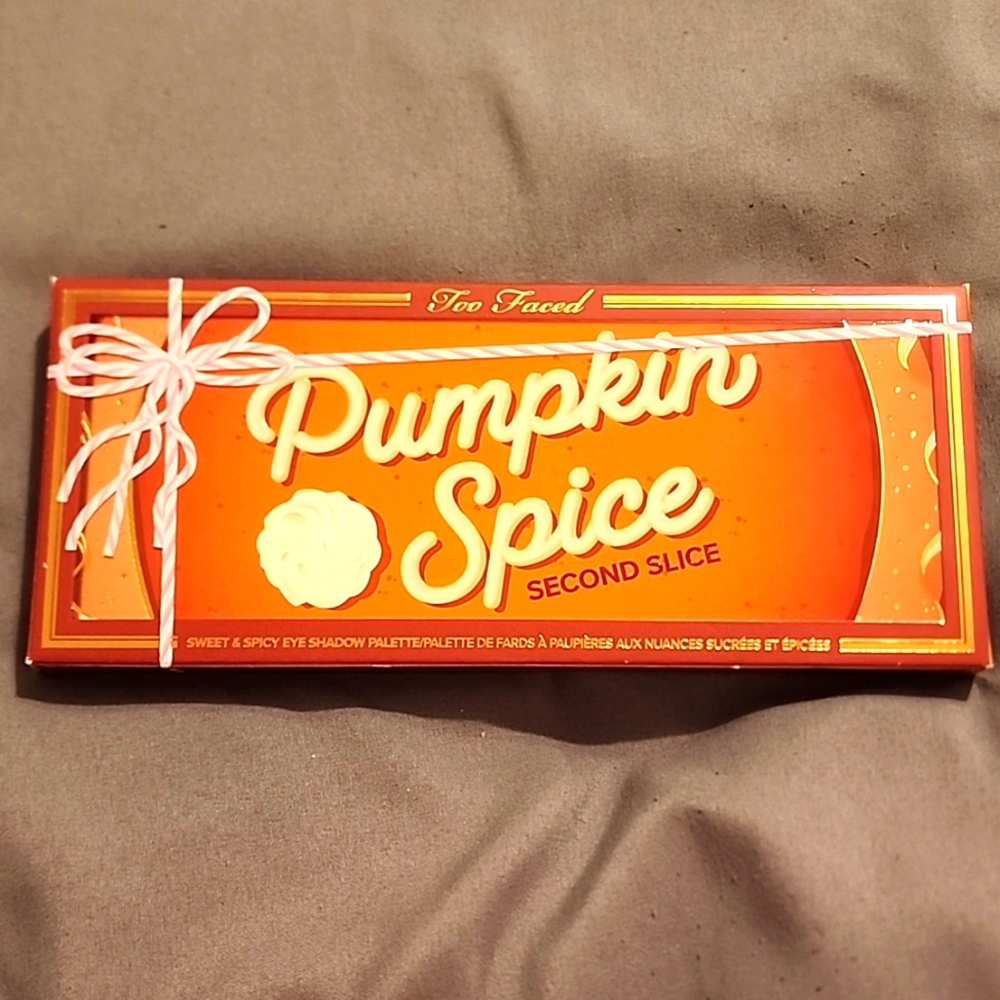 Too Faced
Pumpkin
Spice
SECOND SLICE
SWEET & SPICY EYE SHADOW PALETTE/PALETTE DE FARDS À PAUPIÈRES AUX NUANCES SUCRÉES ET ÉPICÉES